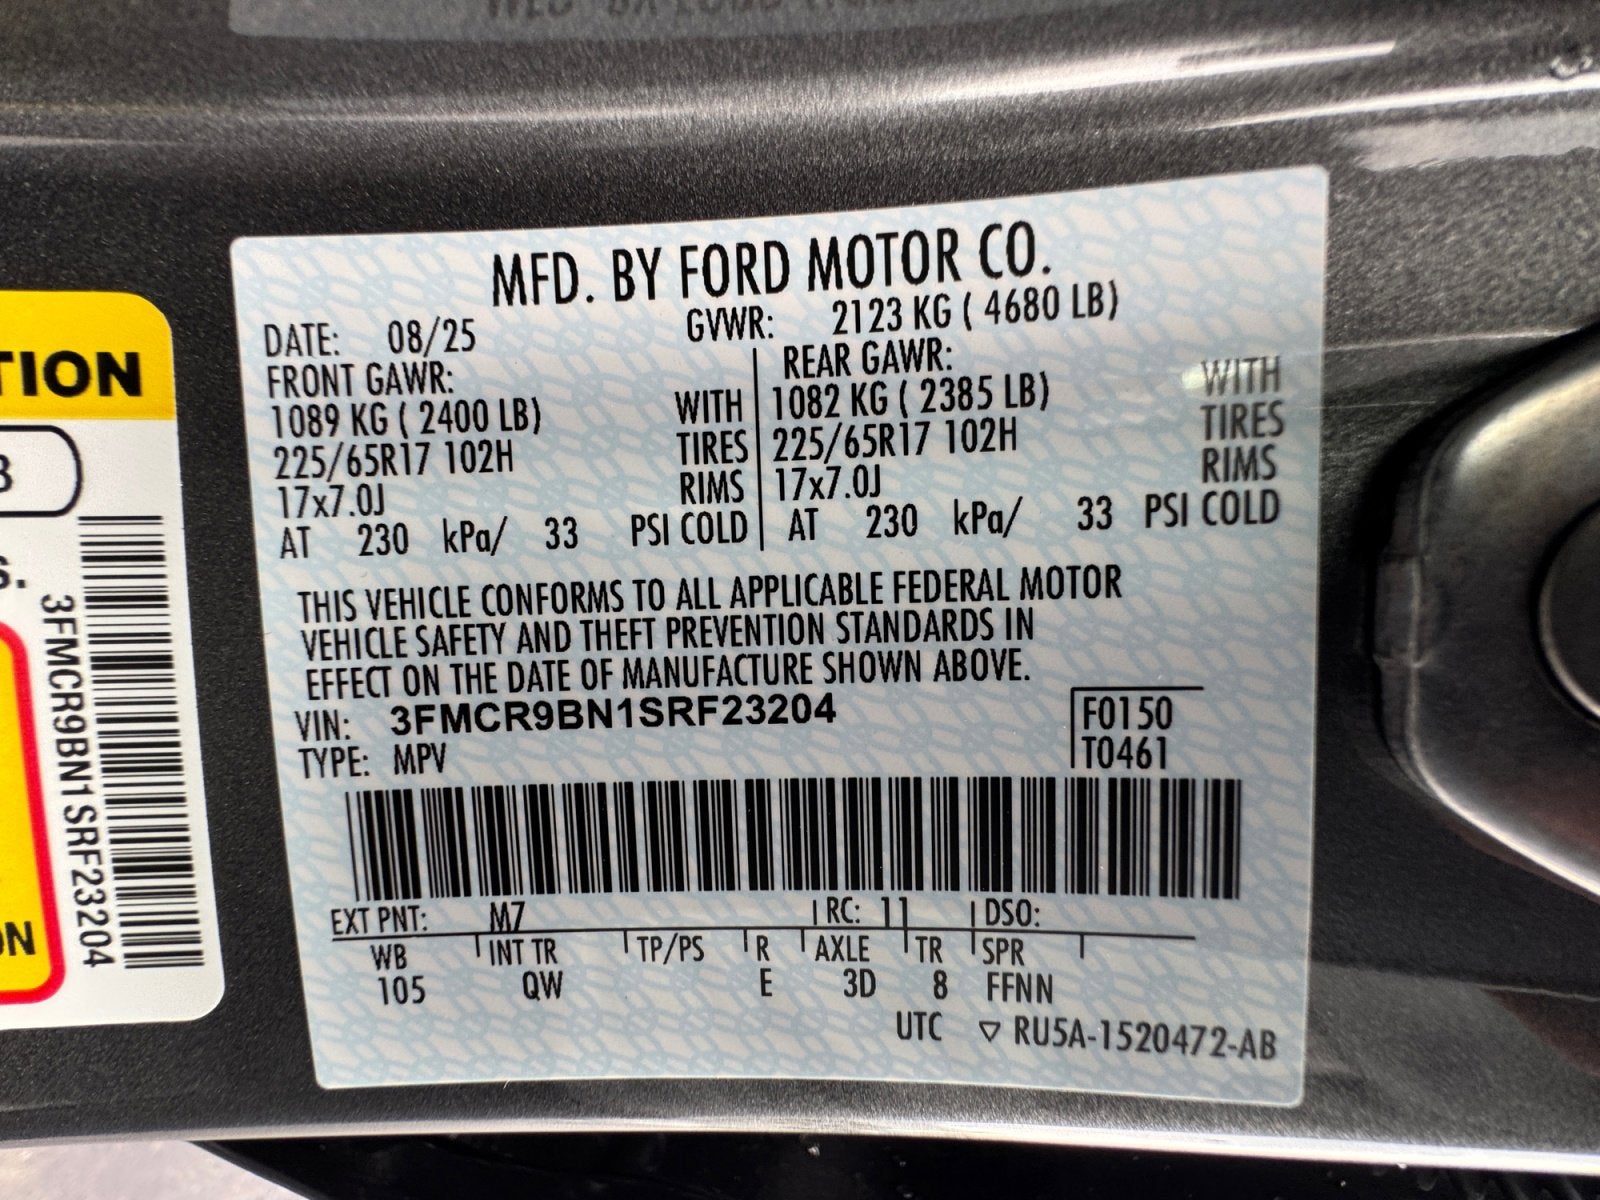 MFD. BY FORD MOTOR CO.
DATE: 08/25 GVWR: 2123 KG ( 4680 LB)
FRONT GAWR: REAR GAWR:
1089 KG ( 2400 LB) WITH 1082 KG ( 2385 LB) WITH
225/65R17 102H TIRES 225/65R17 102H TIRES
17x7.0J RIMS 17x7.0J RIMS
AT 230 kPa/ 33 PSI COLD AT 230 kPa/ 33 PSI COLD
THIS VEHICLE CONFORMS TO ALL APPLICABLE FEDERAL MOTOR
VEHICLE SAFETY AND THEFT PREVENTION STANDARDS IN
EFFECT ON THE DATE OF MANUFACTURE SHOWN ABOVE.
VIN: 3FMCR9BN1SRF23204 F0150
TYPE: MPV T0461
EXT PNT: M7 RC: 11 DSO:
WB INT TR TP/PS R AXLE TR SPR
105 QW E 3D 8 FFNN
UTC ▽ RU5A-1520472-AB
TION
3
S.
3FMCR9BN1SRF23204
ON